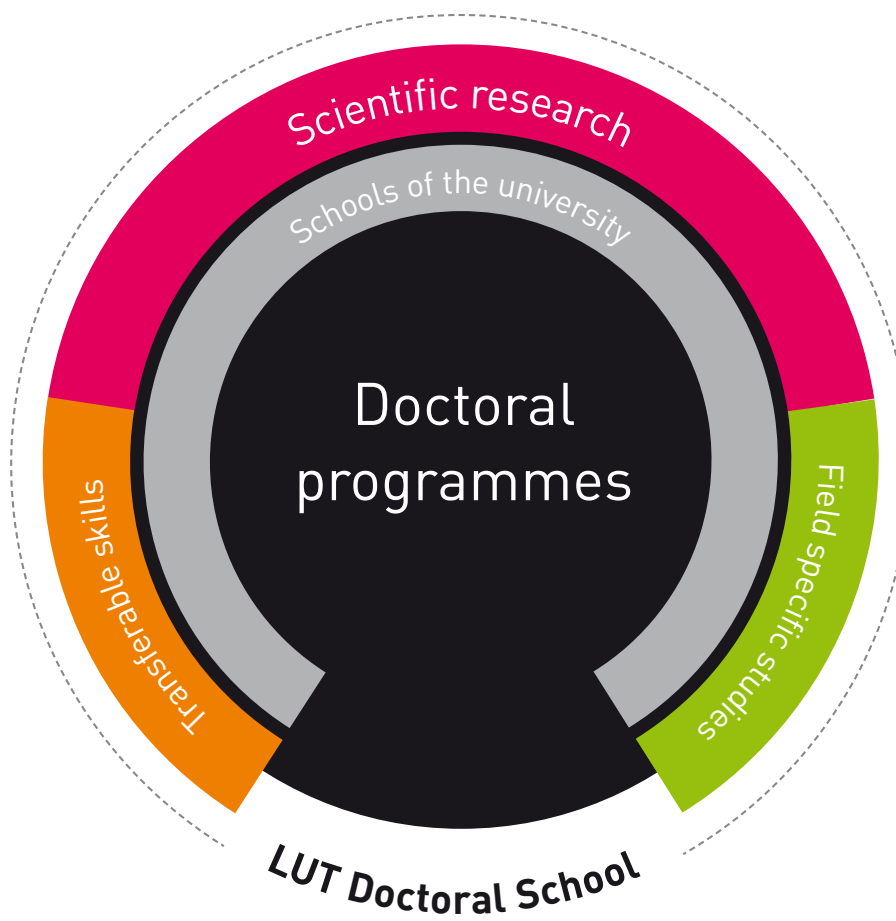 Scientific research
Schools of the university
Doctoral
programmes
Transferable skills
Field specific studies
LUT Doctoral School